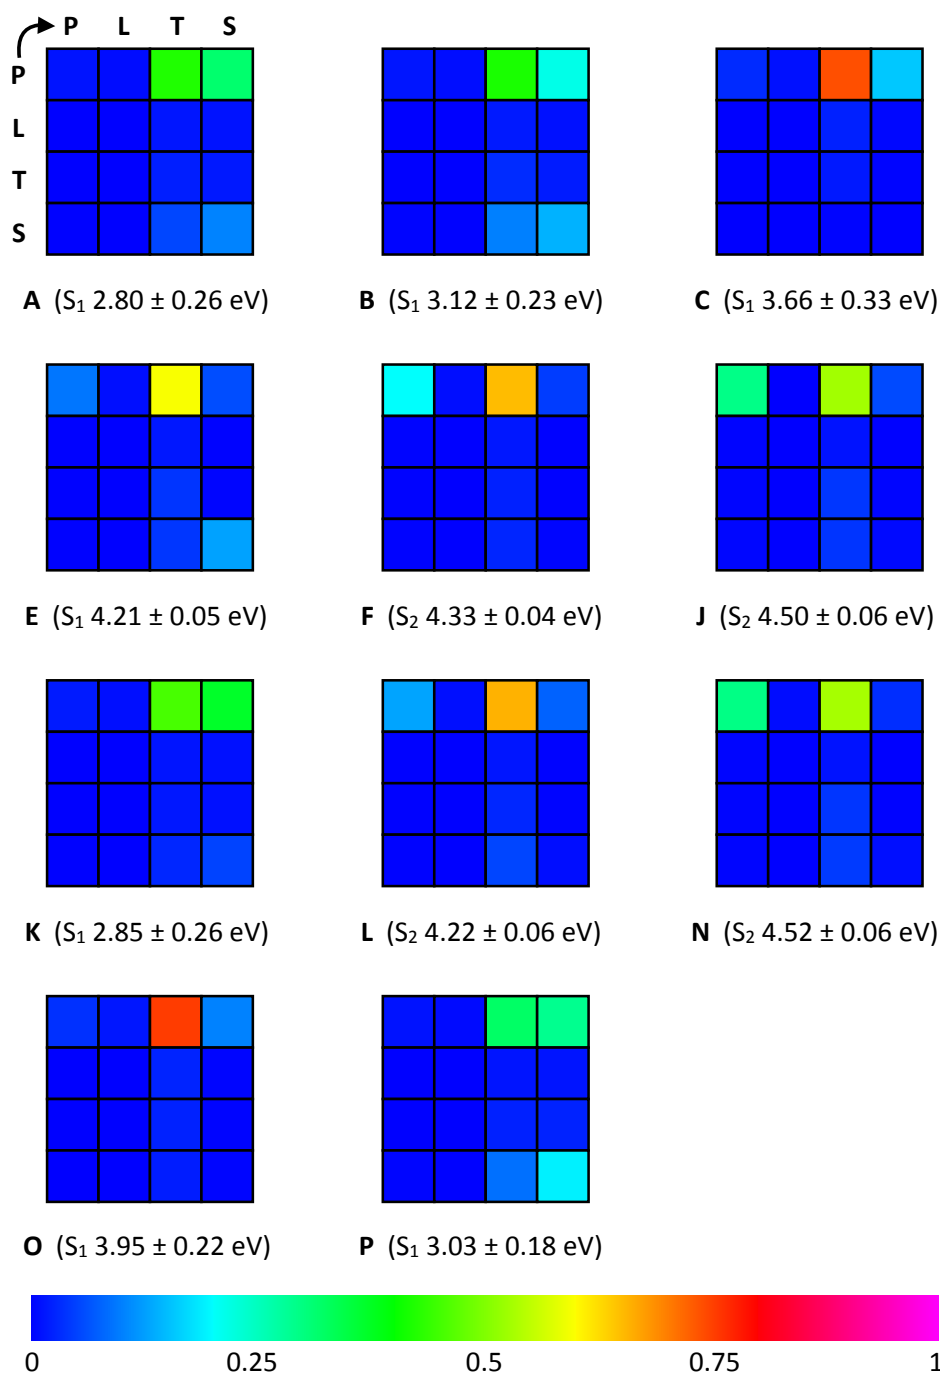 P L T S
P
L
T
S
A (S₁ 2.80 ± 0.26 eV) B (S₁ 3.12 ± 0.23 eV) C (S₁ 3.66 ± 0.33 eV)
E (S₁ 4.21 ± 0.05 eV) F (S₂ 4.33 ± 0.04 eV) J (S₂ 4.50 ± 0.06 eV)
K (S₁ 2.85 ± 0.26 eV) L (S₂ 4.22 ± 0.06 eV) N (S₂ 4.52 ± 0.06 eV)
O (S₁ 3.95 ± 0.22 eV) P (S₁ 3.03 ± 0.18 eV)
0 0.25 0.5 0.75 1